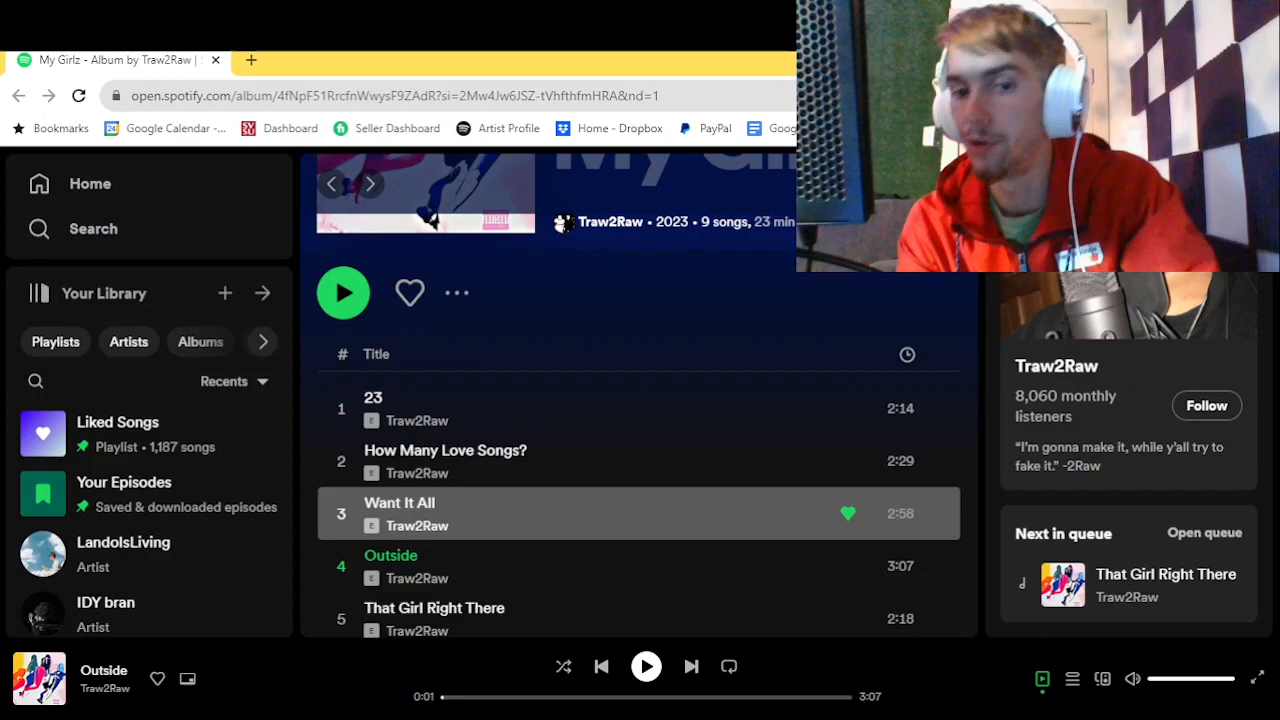 My Girlz - Album by Traw2Raw |
open.spotify.com/album/4fNpF51RrcfnWwysF9ZAdR?si=2Mw4Jw6JSZ-tVhfthfmHRA&nd=1
Bookmarks
Google Calendar -...
Dashboard
Seller Dashboard
Artist Profile
Home - Dropbox
PayPal
Goog
Home
Search
Your Library
Playlists
Artists
Albums
Recents
Liked Songs
Playlist • 1,187 songs
Your Episodes
Saved & downloaded episodes
LandoIsLiving
Artist
IDY bran
Artist
My Gi
Traw2Raw • 2023 • 9 songs, 23 min
# Title
1 23 2:14
E Traw2Raw
2 How Many Love Songs? 2:29
E Traw2Raw
3 Want It All 2:58
E Traw2Raw
4 Outside 3:07
E Traw2Raw
5 That Girl Right There 2:18
E Traw2Raw
Traw2Raw
8,060 monthly
listeners
Follow
“I'm gonna make it, while y'all try to
fake it.” -2Raw
Next in queue
Open queue
That Girl Right There
Traw2Raw
Outside
Traw2Raw
0:01
3:07